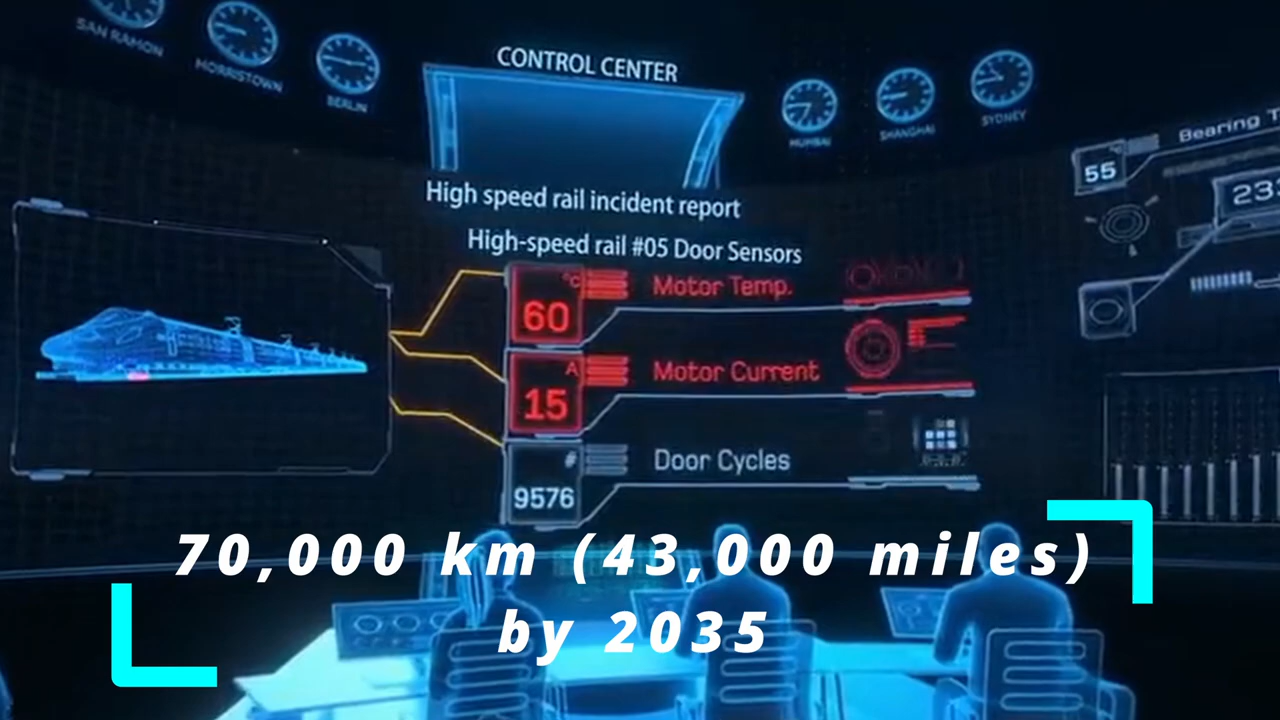 SAN RAMON
MORRISTOWN
BERLIN
CONTROL CENTER
MUMBAI
SHANGHAI
SYDNEY
High speed rail incident report
High-speed rail #05 Door Sensors
°C
60
Motor Temp.
A
15
Motor Current
#
9576
Door Cycles
55
Bearing T
23
70,000 km (43,000 miles)
by 2035